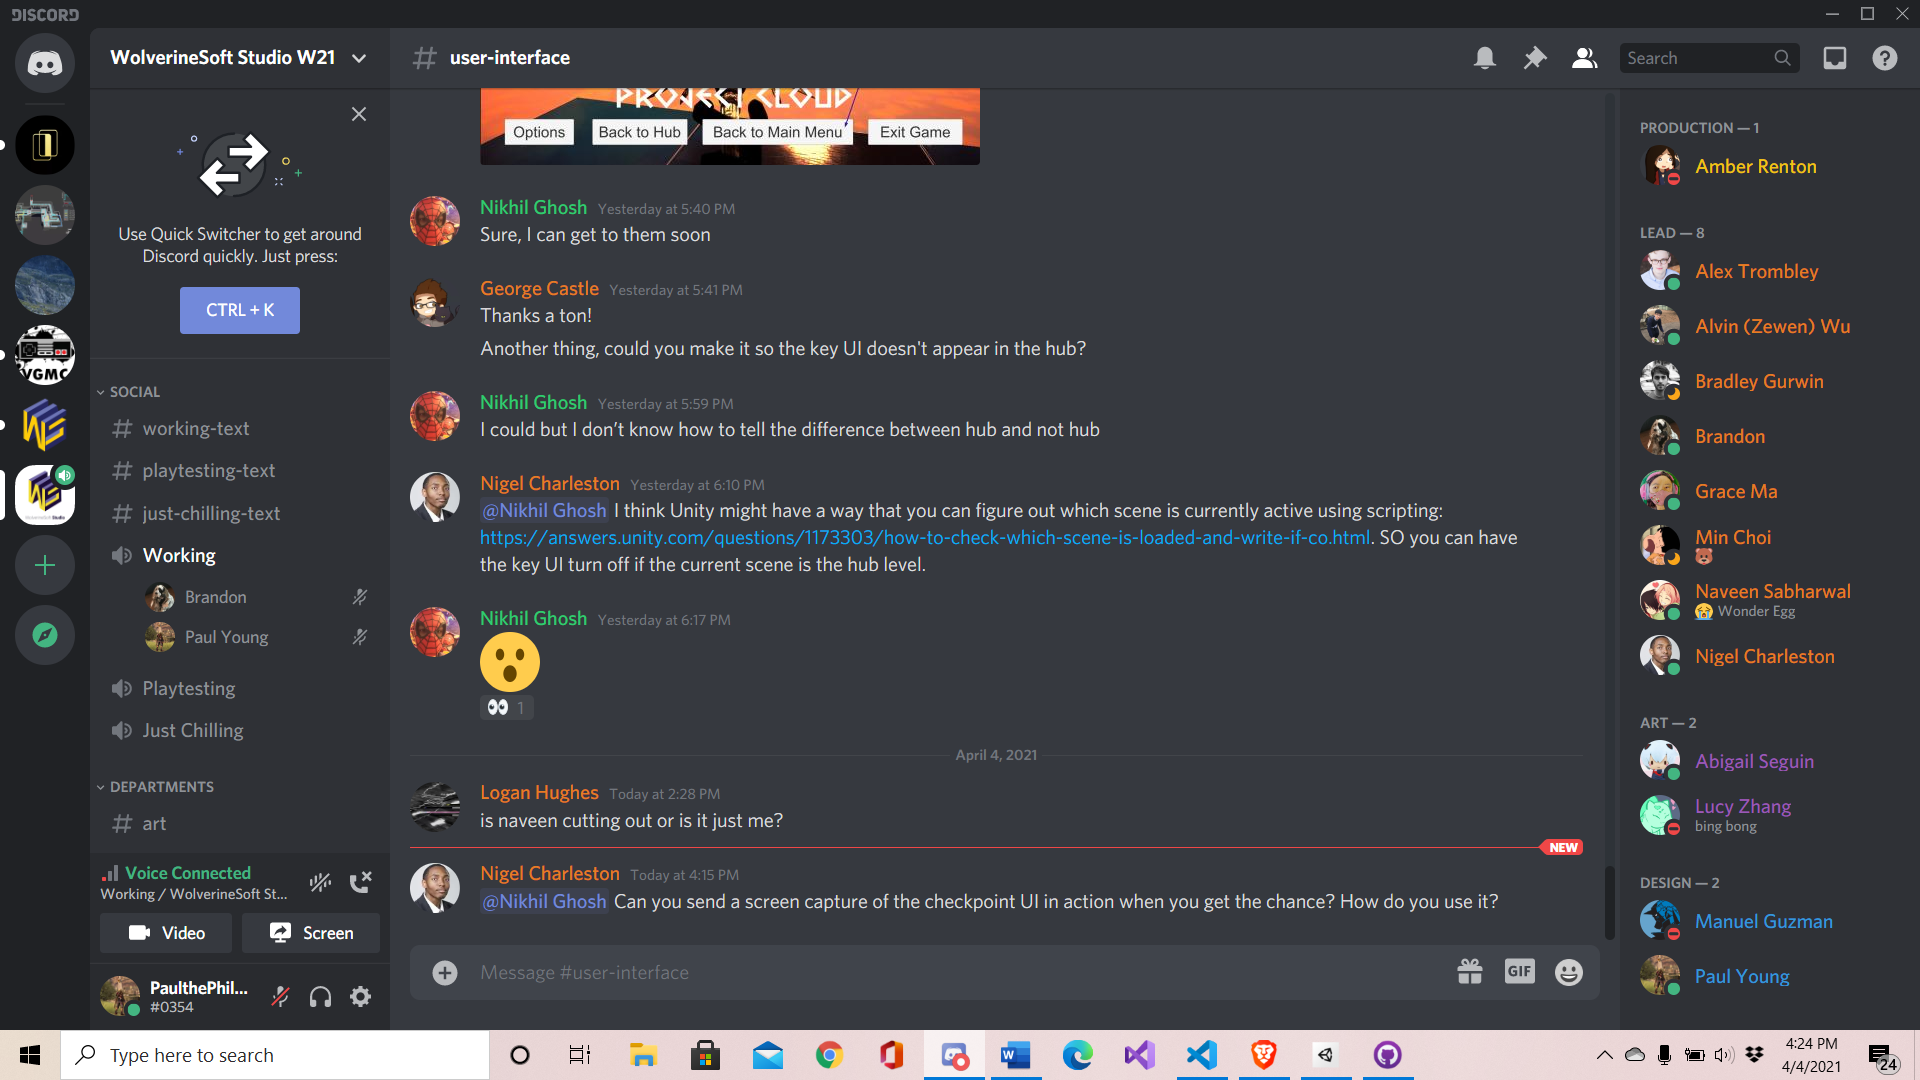 DISCORD
WolverineSoft Studio W21
user-interface
Search
Use Quick Switcher to get around
Discord quickly. Just press:
CTRL + K
SOCIAL
working-text
playtesting-text
just-chilling-text
Working
Brandon
Paul Young
Playtesting
Just Chilling
DEPARTMENTS
art
Voice Connected
Working / WolverineSoft St...
Video
Screen
PaulthePhil...
#0354
PROJECT CLOUD
Options
Back to Hub
Back to Main Menu
Exit Game
Nikhil Ghosh Yesterday at 5:40 PM
Sure, I can get to them soon
George Castle Yesterday at 5:41 PM
Thanks a ton!
Another thing, could you make it so the key UI doesn't appear in the hub?
Nikhil Ghosh Yesterday at 5:59 PM
I could but I don't know how to tell the difference between hub and not hub
Nigel Charleston Yesterday at 6:10 PM
@Nikhil Ghosh I think Unity might have a way that you can figure out which scene is currently active using scripting:
https://answers.unity.com/questions/1173303/how-to-check-which-scene-is-loaded-and-write-if-co.html. SO you can have
the key UI turn off if the current scene is the hub level.
Nikhil Ghosh Yesterday at 6:17 PM
1
April 4, 2021
Logan Hughes Today at 2:28 PM
is naveen cutting out or is it just me?
NEW
Nigel Charleston Today at 4:15 PM
@Nikhil Ghosh Can you send a screen capture of the checkpoint UI in action when you get the chance? How do you use it?
Message #user-interface
GIF
PRODUCTION — 1
Amber Renton
LEAD — 8
Alex Trombley
Alvin (Zewen) Wu
Bradley Gurwin
Brandon
Grace Ma
Min Choi
Naveen Sabharwal
Wonder Egg
Nigel Charleston
ART — 2
Abigail Seguin
Lucy Zhang
bing bong
DESIGN — 2
Manuel Guzman
Paul Young
VGMC
Type here to search
4:24 PM
4/4/2021
24